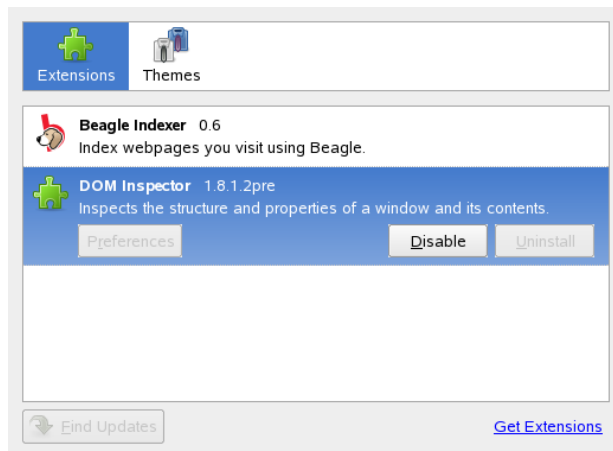 Extensions Themes
Beagle Indexer 0.6
Index webpages you visit using Beagle.
DOM Inspector 1.8.1.2pre
Inspects the structure and properties of a window and its contents.
Preferences Disable Uninstall
Find Updates Get Extensions